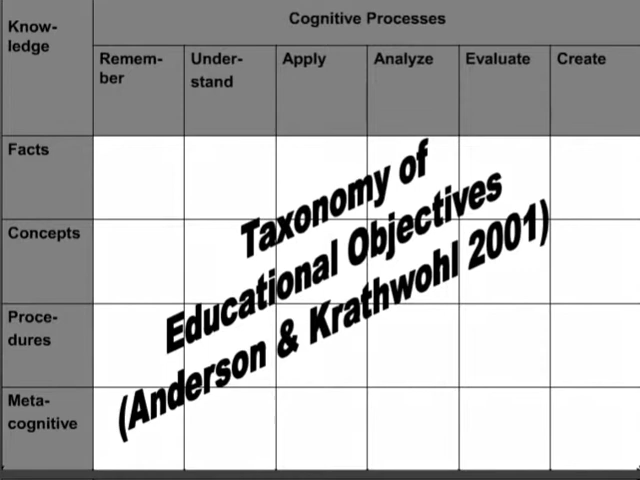 Know-
ledge
Cognitive Processes
Remem-
ber
Under-
stand
Apply
Analyze
Evaluate
Create
Facts
Concepts
Proce-
dures
Meta-
cognitive
Taxonomy of
Educational Objectives
(Anderson & Krathwohl 2001)